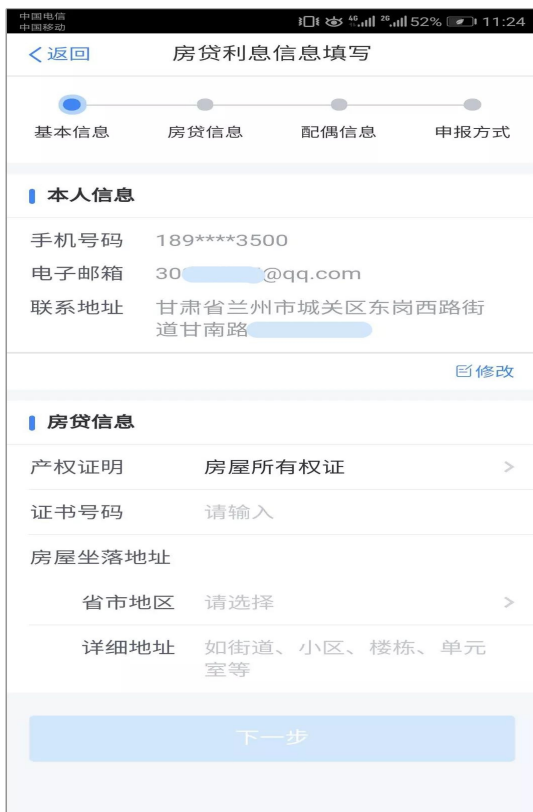 中国电信
中国移动
46 26 52% 11:24
返回 房贷利息信息填写
基本信息 房贷信息 配偶信息 申报方式
本人信息
手机号码 189****3500
电子邮箱 30 @qq.com
联系地址 甘肃省兰州市城关区东岗西路街
道甘南路
修改
房贷信息
产权证明 房屋所有权证 >
证书号码 请输入
房屋坐落地址
省市地区 请选择 >
详细地址 如街道、小区、楼栋、单元
室等
下一步